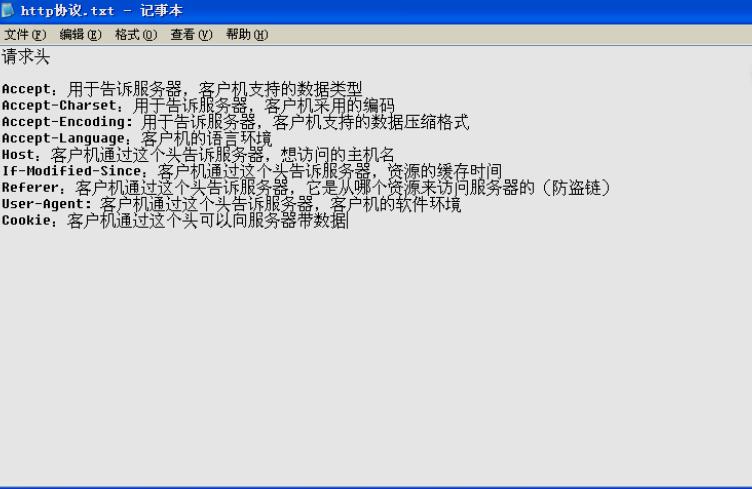 http协议.txt - 记事本
文件(F) 编辑(E) 格式(O) 查看(V) 帮助(H)
请求头
Accept：用于告诉服务器，客户机支持的数据类型
Accept-Charset：用于告诉服务器，客户机采用的编码
Accept-Encoding: 用于告诉服务器，客户机支持的数据压缩格式
Accept-Language：客户机的语言环境
Host：客户机通过这个头告诉服务器，想访问的主机名
If-Modified-Since：客户机通过这个头告诉服务器，资源的缓存时间
Referer：客户机通过这个头告诉服务器，它是从哪个资源来访问服务器的（防盗链）
User-Agent: 客户机通过这个头告诉服务器，客户机的软件环境
Cookie：客户机通过这个头可以向服务器带数据